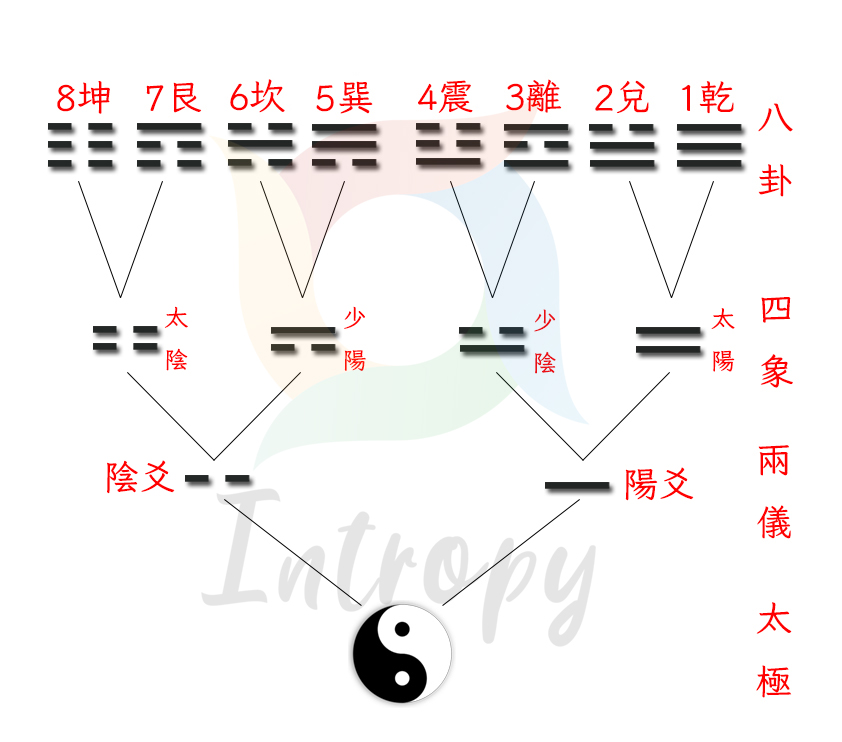 8坤 7艮 6坎 5巽 4震 3離 2兌 1乾
八卦
太陰
少陽
少陰
太陽
四象
陰爻
陽爻
兩儀
Intropy
太極